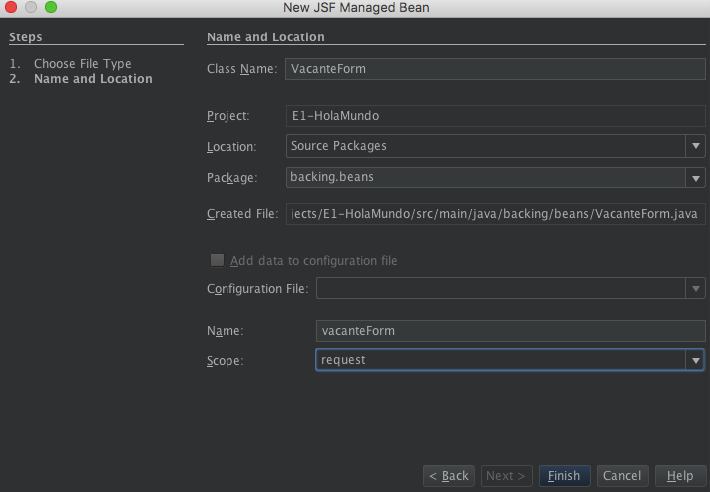 New JSF Managed Bean
Steps
1. Choose File Type
2. Name and Location
Name and Location
Class Name: VacanteForm
Project: E1-HolaMundo
Location: Source Packages
Package: backing.beans
Created File: jects/E1-HolaMundo/src/main/java/backing/beans/VacanteForm.java
Add data to configuration file
Configuration File:
Name: vacanteForm
Scope: request
< Back Next > Finish Cancel Help